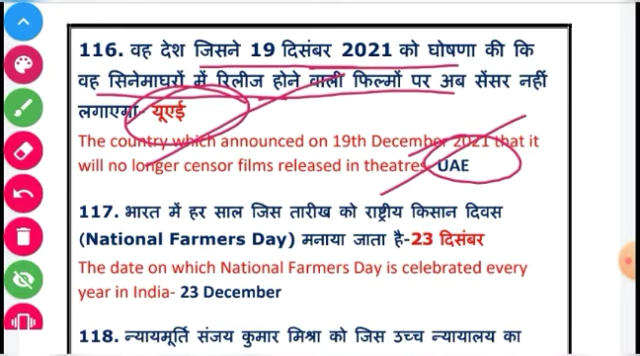 116. वह देश जिसने 19 दिसंबर 2021 को घोषणा की कि
वह सिनेमाघरों में रिलीज होने वाली फिल्मों पर अब सेंसर नहीं
लगाएगा- यूएई
The country which announced on 19th December 2021 that it
will no longer censor films released in theatres- UAE
117. भारत में हर साल जिस तारीख को राष्ट्रीय किसान दिवस
(National Farmers Day) मनाया जाता है-23 दिसंबर
The date on which National Farmers Day is celebrated every
year in India- 23 December
118. न्यायमूर्ति संजय कुमार मिश्रा को जिस उच्च न्यायालय का